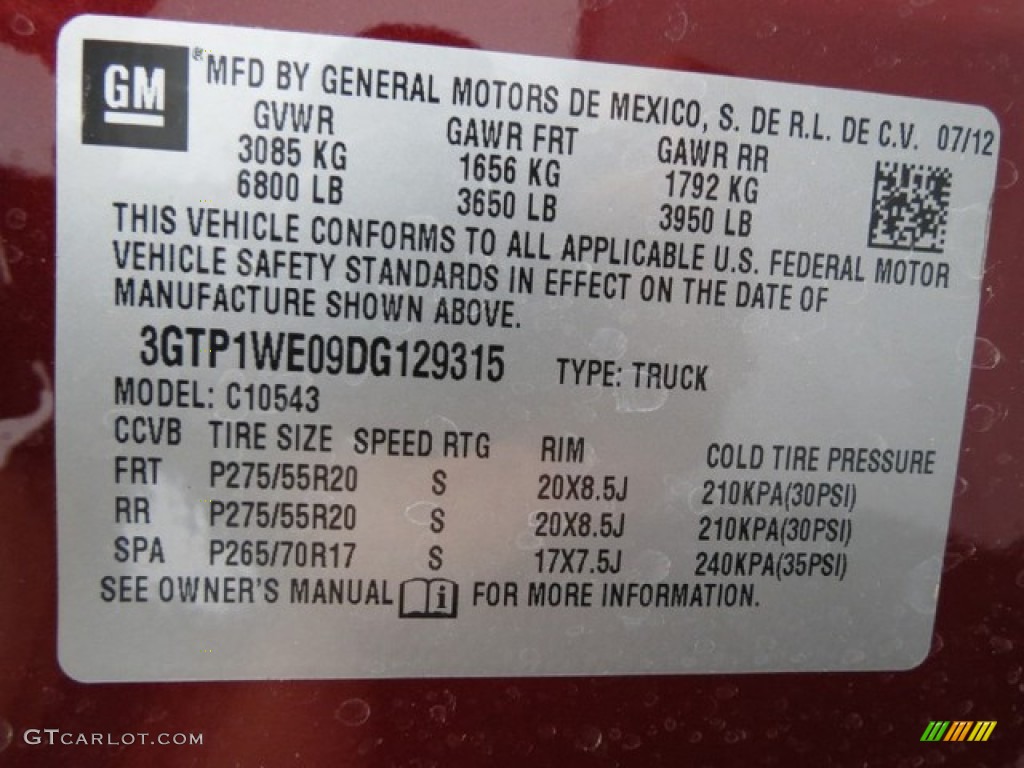 GM ® MFD BY GENERAL MOTORS DE MEXICO, S. DE R.L. DE C.V. 07/12
GVWR GAWR FRT GAWR RR
3085 KG 1656 KG 1792 KG
6800 LB 3650 LB 3950 LB
THIS VEHICLE CONFORMS TO ALL APPLICABLE U.S. FEDERAL MOTOR
VEHICLE SAFETY STANDARDS IN EFFECT ON THE DATE OF
MANUFACTURE SHOWN ABOVE.
3GTP1WE09DG129315 TYPE: TRUCK
MODEL: C10543
CCVB TIRE SIZE SPEED RTG RIM COLD TIRE PRESSURE
FRT P275/55R20 S 20X8.5J 210KPA(30PSI)
RR P275/55R20 S 20X8.5J 210KPA(30PSI)
SPA P265/70R17 S 17X7.5J 240KPA(35PSI)
SEE OWNER'S MANUAL i FOR MORE INFORMATION.
GTCARLOT.COM